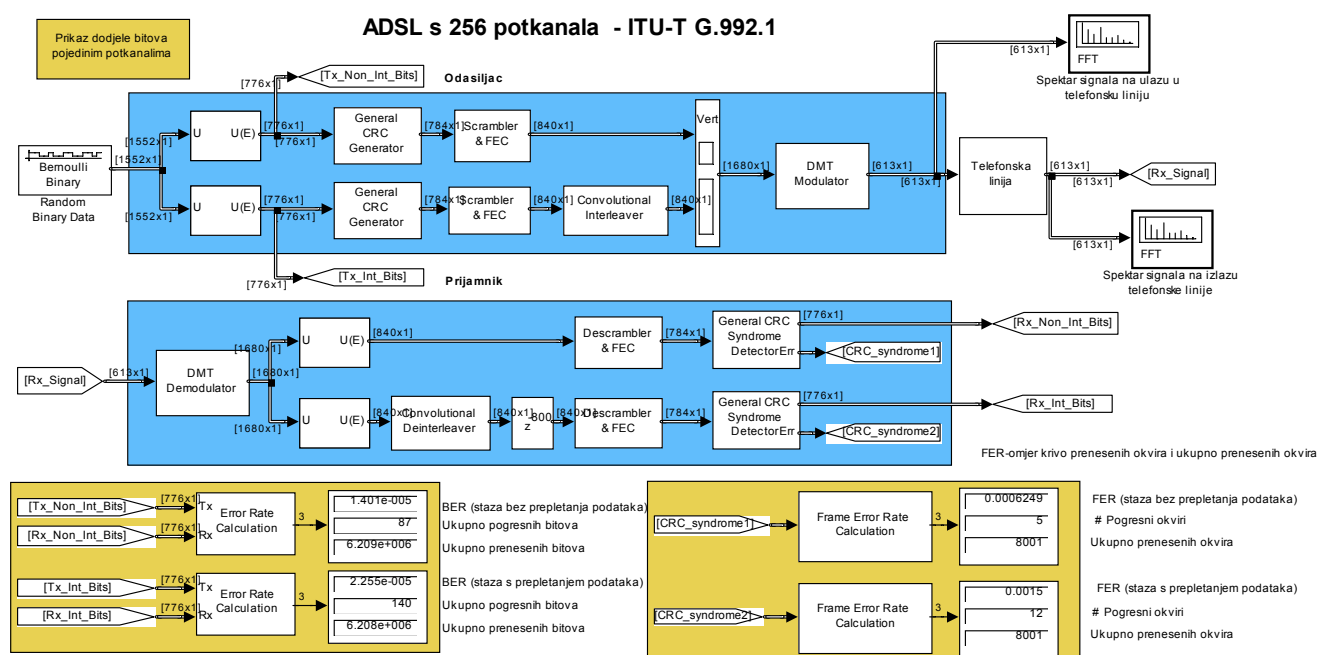 ADSL s 256 potkanala - ITU-T G.992.1
Prikaz dodjele bitova
pojedinim potkanalima
[Tx_Non_Int_Bits]
[776x1]
Odasiljac
[613x1]
FFT
Spektar signala na ulazu u
telefonsku liniju
Bernoulli
Binary
Random
Binary Data
[1552x1]
[1552x1]
[1552x1]
U
U(E)
[776x1]
[776x1]
General
CRC
Generator
[784x1]
Scrambler
& FEC
[840x1]
Vert
U
U(E)
[776x1]
[776x1]
General
CRC
Generator
[784x1]
Scrambler
& FEC
[840x1]
Convolutional
Interleaver
[840x1]
[1680x1]
DMT
Modulator
[613x1]
[613x1]
Telefonska
linija
[613x1]
[613x1]
[Rx_Signal]
[613x1]
FFT
Spektar signala na izlazu
telefonske linije
[776x1]
[Tx_Int_Bits]
Prijamnik
[Rx_Signal]
[613x1]
DMT
Demodulator
[1680x1]
[1680x1]
[1680x1]
U
U(E)
[840x1]
Descrambler
& FEC
[784x1]
General CRC
Syndrome
Detector
Err
[776x1]
[Rx_Non_Int_Bits]
[CRC_syndrome1]
U
U(E)
[840x1]
Convolutional
Deinterleaver
[840x1]
z
-800
[840x1]
Descrambler
& FEC
[784x1]
General CRC
Syndrome
Detector
Err
[776x1]
[Rx_Int_Bits]
[CRC_syndrome2]
FER-omjer krivo prenesenih okvira i ukupno prenesenih okvira
[Tx_Non_Int_Bits]
[776x1]
Tx
[Rx_Non_Int_Bits]
[776x1]
Rx
Error Rate
Calculation
3
1.401e-005
87
6.209e+006
BER (staza bez prepletanja podataka)
Ukupno pogresnih bitova
Ukupno prenesenih bitova
[Tx_Int_Bits]
[776x1]
Tx
[Rx_Int_Bits]
[776x1]
Rx
Error Rate
Calculation
3
2.255e-005
140
6.208e+006
BER (staza s prepletanjem podataka)
Ukupno pogresnih bitova
Ukupno prenesenih bitova
[CRC_syndrome1]
Frame Error Rate
Calculation
3
0.0006249
5
8001
FER (staza bez prepletanja podataka)
# Pogresni okviri
Ukupno prenesenih okvira
[CRC_syndrome2]
Frame Error Rate
Calculation
3
0.0015
12
8001
FER (staza s prepletanjem podataka)
# Pogresni okviri
Ukupno prenesenih okvira